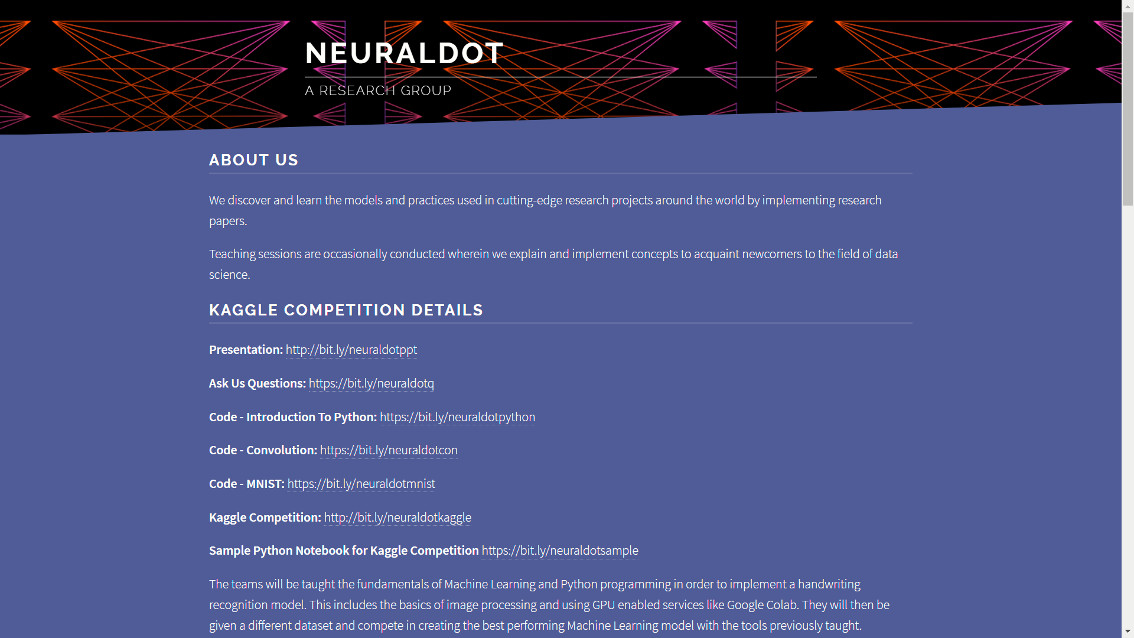 NEURALDOT
A RESEARCH GROUP
ABOUT US
We discover and learn the models and practices used in cutting-edge research projects around the world by implementing research
papers.
Teaching sessions are occasionally conducted wherein we explain and implement concepts to acquaint newcomers to the field of data
science.
KAGGLE COMPETITION DETAILS
Presentation: http://bit.ly/neuraldotppt
Ask Us Questions: https://bit.ly/neuraldotq
Code - Introduction To Python: https://bit.ly/neuraldotpython
Code - Convolution: https://bit.ly/neuraldotcon
Code - MNIST: https://bit.ly/neuraldotmnist
Kaggle Competition: http://bit.ly/neuraldotkaggle
Sample Python Notebook for Kaggle Competition https://bit.ly/neuraldotsample
The teams will be taught the fundamentals of Machine Learning and Python programming in order to implement a handwriting
recognition model. This includes the basics of image processing and using GPU enabled services like Google Colab. They will then be
given a different dataset and compete in creating the best performing Machine Learning model with the tools previously taught.